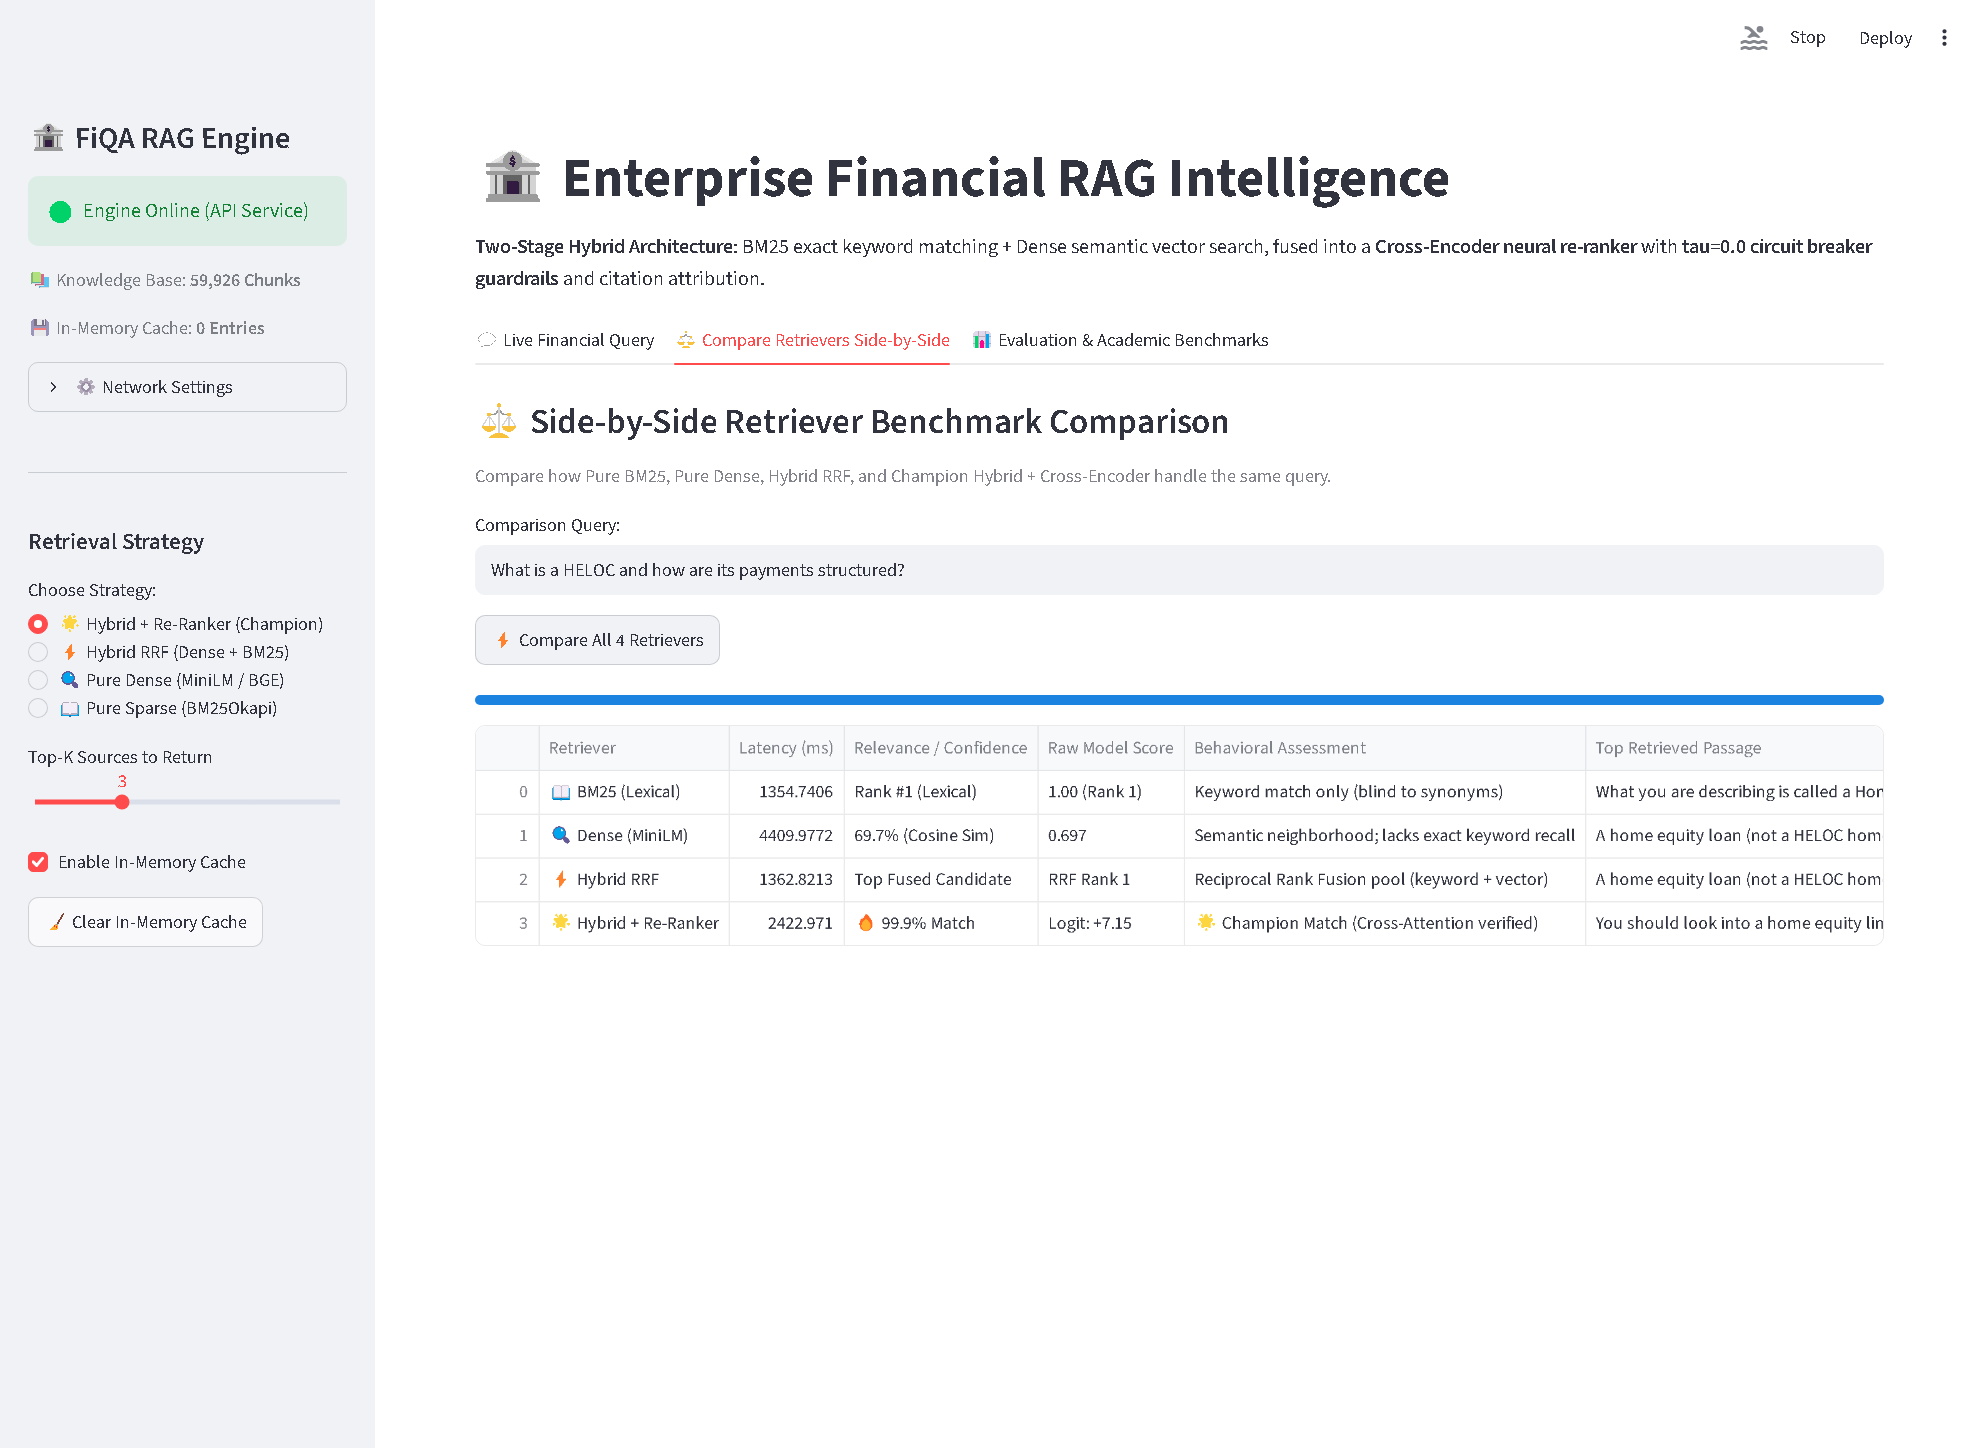 Stop
Deploy
FiQA RAG Engine
Engine Online (API Service)
Knowledge Base: 59,926 Chunks
In-Memory Cache: 0 Entries
Network Settings
Retrieval Strategy
Choose Strategy:
Hybrid + Re-Ranker (Champion)
Hybrid RRF (Dense + BM25)
Pure Dense (MiniLM / BGE)
Pure Sparse (BM25Okapi)
Top-K Sources to Return
3
Enable In-Memory Cache
Clear In-Memory Cache
Enterprise Financial RAG Intelligence
Two-Stage Hybrid Architecture: BM25 exact keyword matching + Dense semantic vector search, fused into a Cross-Encoder neural re-ranker with tau=0.0 circuit breaker
guardrails and citation attribution.
Live Financial Query Compare Retrievers Side-by-Side Evaluation & Academic Benchmarks
Side-by-Side Retriever Benchmark Comparison
Compare how Pure BM25, Pure Dense, Hybrid RRF, and Champion Hybrid + Cross-Encoder handle the same query.
Comparison Query:
What is a HELOC and how are its payments structured?
Compare All 4 Retrievers
Retriever Latency (ms) Relevance / Confidence Raw Model Score Behavioral Assessment Top Retrieved Passage
0 BM25 (Lexical) 1354.7406 Rank #1 (Lexical) 1.00 (Rank 1) Keyword match only (blind to synonyms) What you are describing is called a Hor
1 Dense (MiniLM) 4409.9772 69.7% (Cosine Sim) 0.697 Semantic neighborhood; lacks exact keyword recall A home equity loan (not a HELOC hom
2 Hybrid RRF 1362.8213 Top Fused Candidate RRF Rank 1 Reciprocal Rank Fusion pool (keyword + vector) A home equity loan (not a HELOC hom
3 Hybrid + Re-Ranker 2422.971 99.9% Match Logit: +7.15 Champion Match (Cross-Attention verified) You should look into a home equity lin